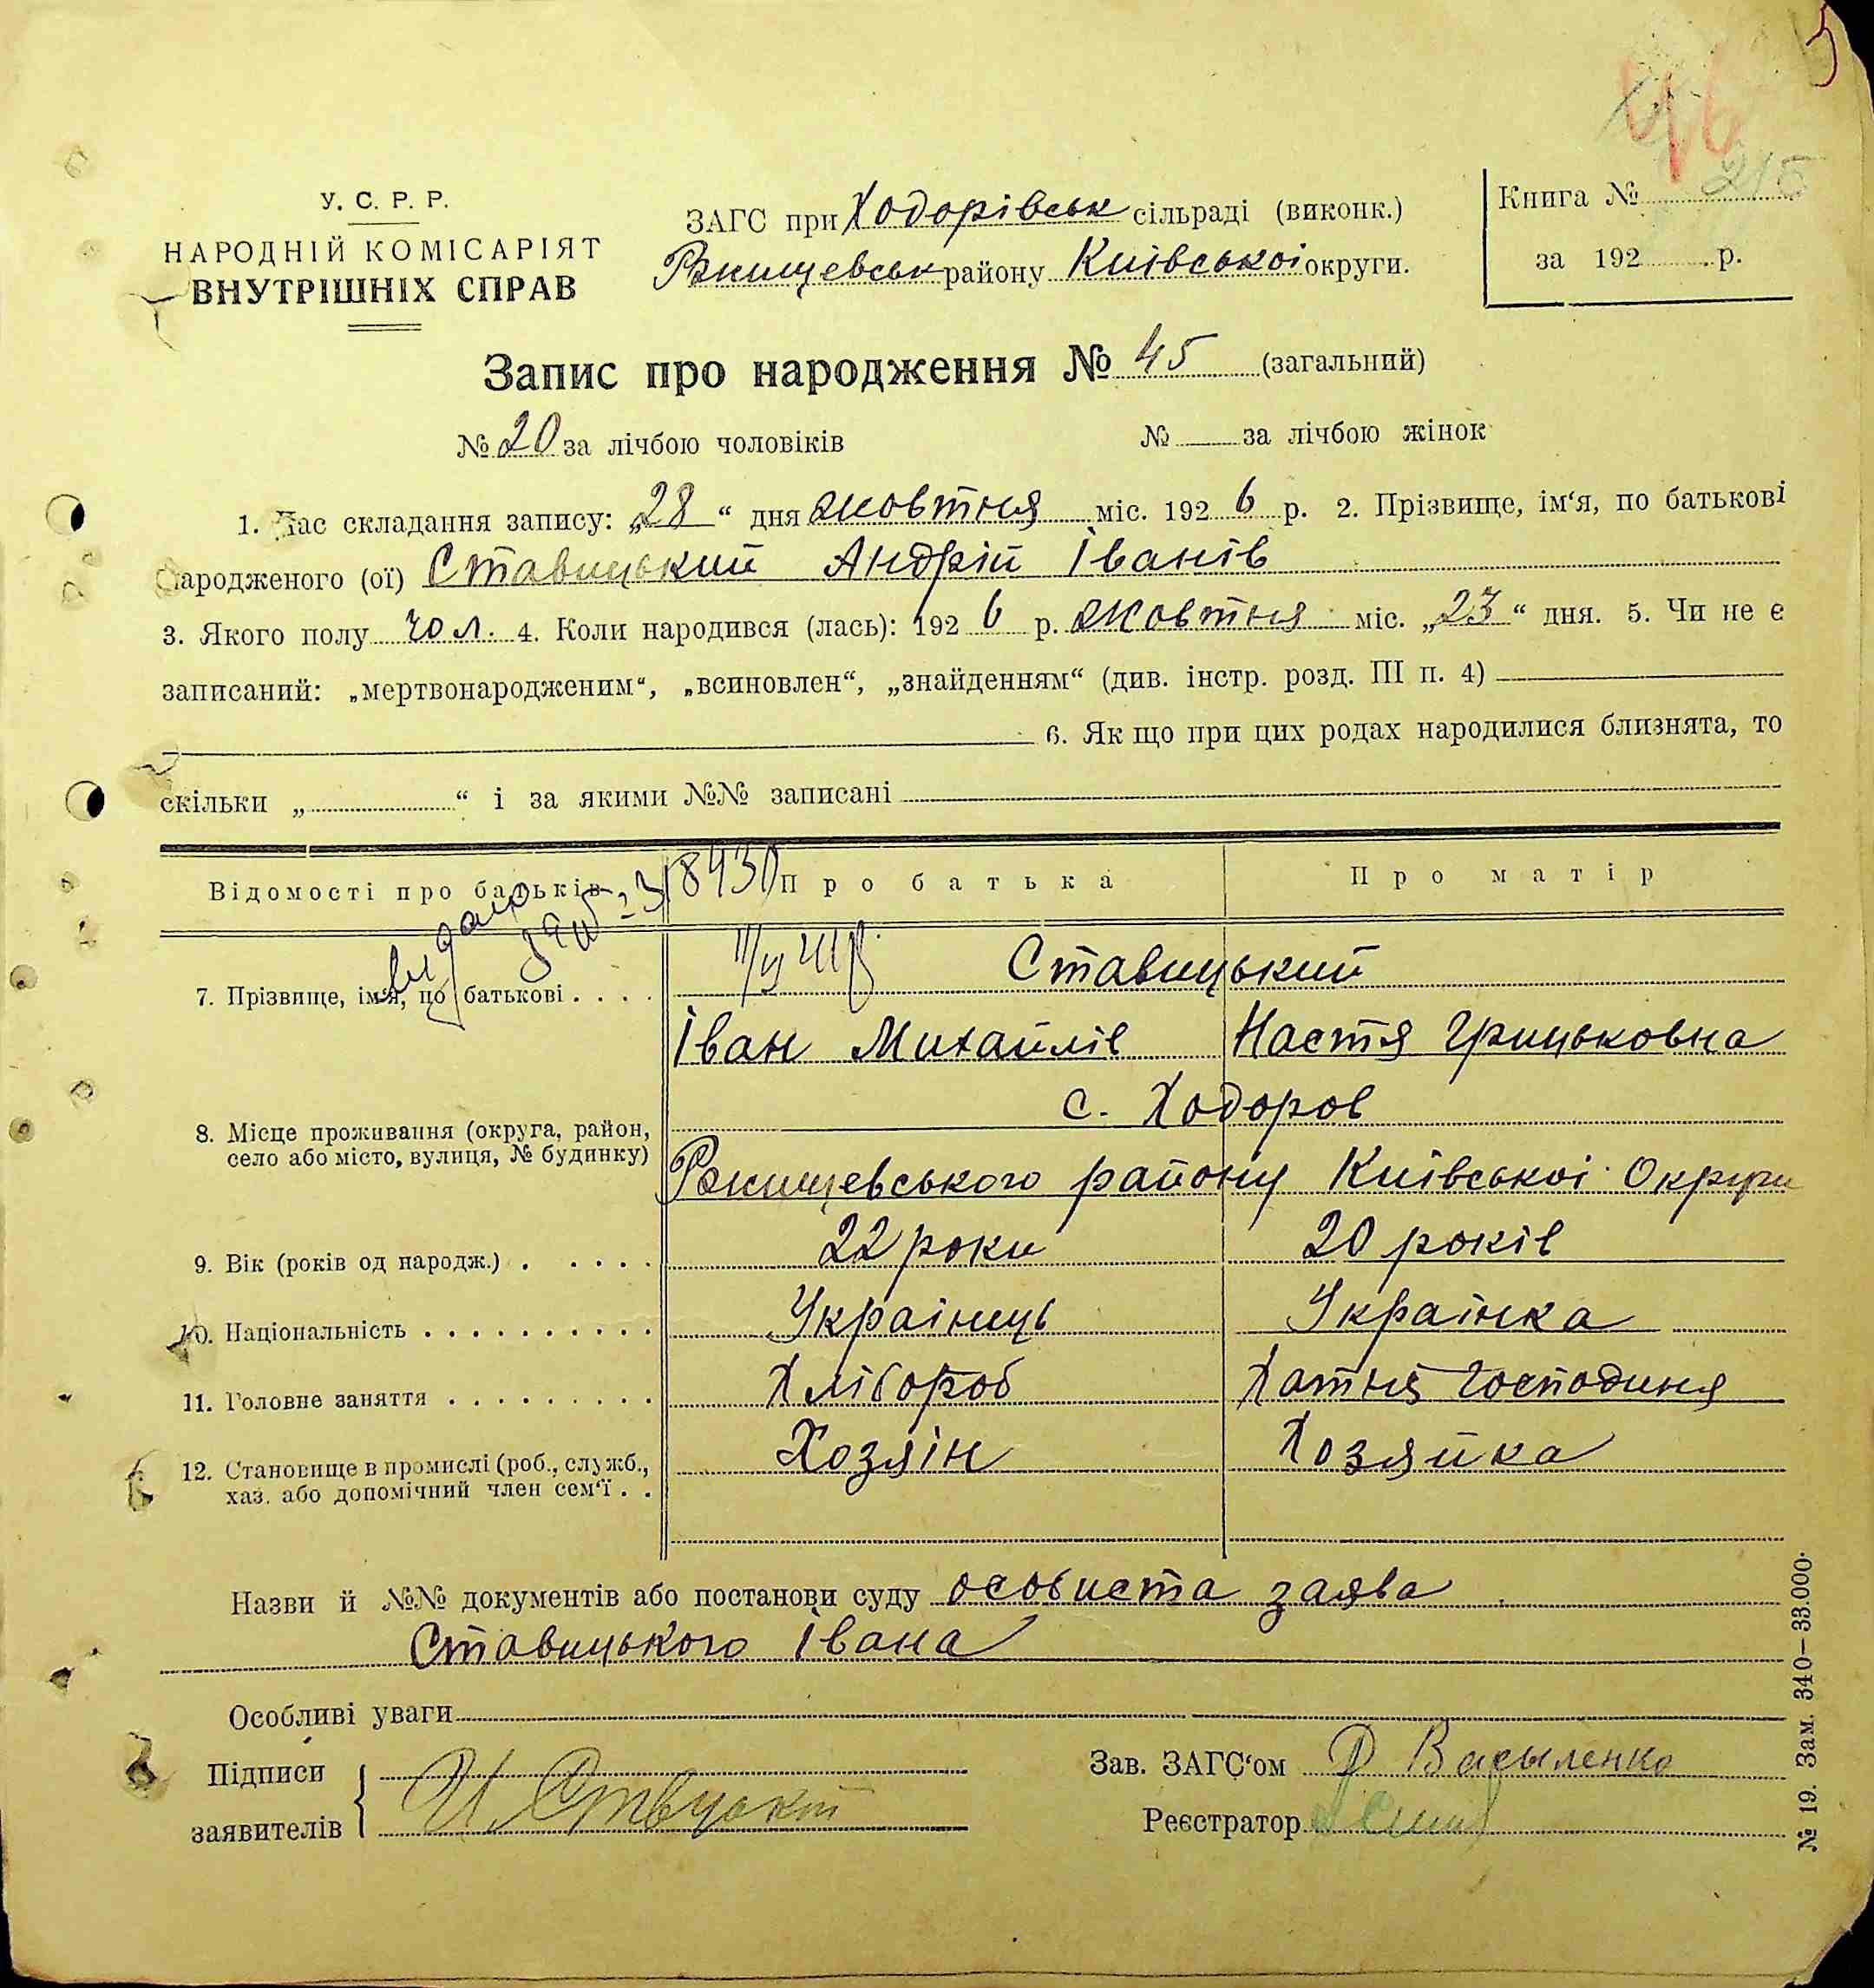 У. С. Р. Р.
НАРОДНІЙ КОМІСАРІЯТ
ВНУТРІШНІХ СПРАВ
ЗАГС при Ходорівськ сільраді (виконк.)
Ржищевськ району Київської округи.
Книга № 215
за 192 р.
Запис про народження № 45 (загальний)
№ 20 за лічбою чоловіків № за лічбою жінок
1. Час складання запису: „28“ дня жовтня міс. 1926 р. 2. Прізвище, ім‘я, по батькові
народженого (ої) Ставицький Андрій Іванів
3. Якого полу чол. 4. Коли народився (лась): 1926 р. жовтня міс. „23“ дня. 5. Чи не є
записаний: „мертвонародженим“, „всиновлен“, „знайденням“ (див. інстр. розд. III п. 4)
6. Як що при цих родах народилися близнята, то
скільки „ “ і за якими №№ записані
Відомості про батьків Про батька Про матір
7. Прізвище, ім‘я, по батькові . . . . Ставицький
Іван Михайлів Настя Грицьковна
с. Ходоров
8. Місце проживання (округа, район,
село або місто, вулиця, № будинку) Ржищевського району Київської Округи
9. Вік (років од народж.) . . . . . 22 роки 20 років
10. Національність . . . . . . . . . . Українець Українка
11. Головне заняття . . . . . . . . . Хлібороб Хатня господиня
12. Становище в промислі (роб., служб.,
хаз. або допомічний член сем‘ї . . Хозяін Хозяйка
Назви й №№ документів або постанови суду особиста заява
Ставицького Івана
Особливі уваги
Підписи
заявителів
Зав. ЗАГС‘ом Р Василенко
Реєстратор
№ 19. Зам. 340–33.000.